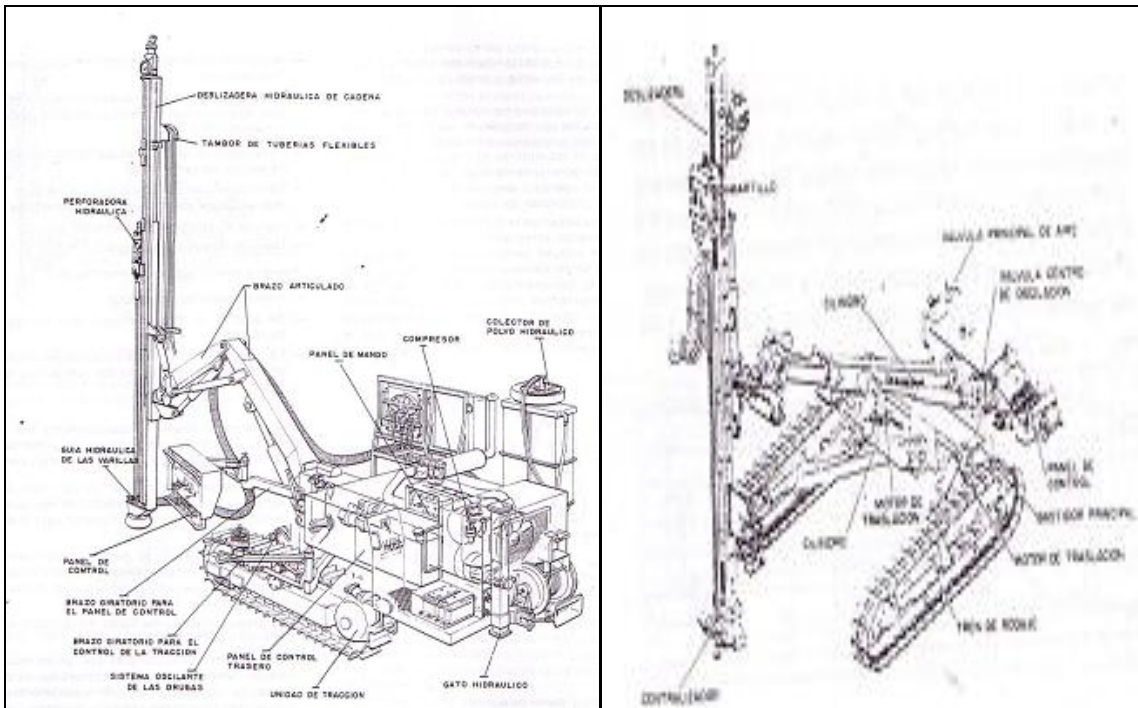 DESLIZADERA HIDRAULICA DE CADENA
TAMBOR DE TUBERIAS FLEXIBLES
PERFORADORA
HIDRAULICA
BRAZO ARTICULADO
COLECTOR DE
POLVO HIDRAULICO
COMPRESOR
PANEL DE MANDO
GUIA HIDRAULICA
DE LAS VARILLAS
PANEL DE
CONTROL
BRAZO GIRATORIO PARA
EL PANEL DE CONTROL
BRAZO GIRATORIO PARA EL
CONTROL DE LA TRACCION
SISTEMA OSCILANTE
DE LAS ORUGAS
PANEL DE CONTROL
TRASERO
UNIDAD DE TRACCION
GATO HIDRAULICO
DESLIZADERA
MARTILLO
VALVULA PRINCIPAL DE AIRE
VALVULA CENTRO
DE OSCILACION
CILINDRO
PANEL DE
CONTROL
MOTOR DE
TRASLACION
BASTIDOR PRINCIPAL
CILINDRO
MOTOR DE TRASLACION
TREN DE RODAJE
CENTRALIZADOR